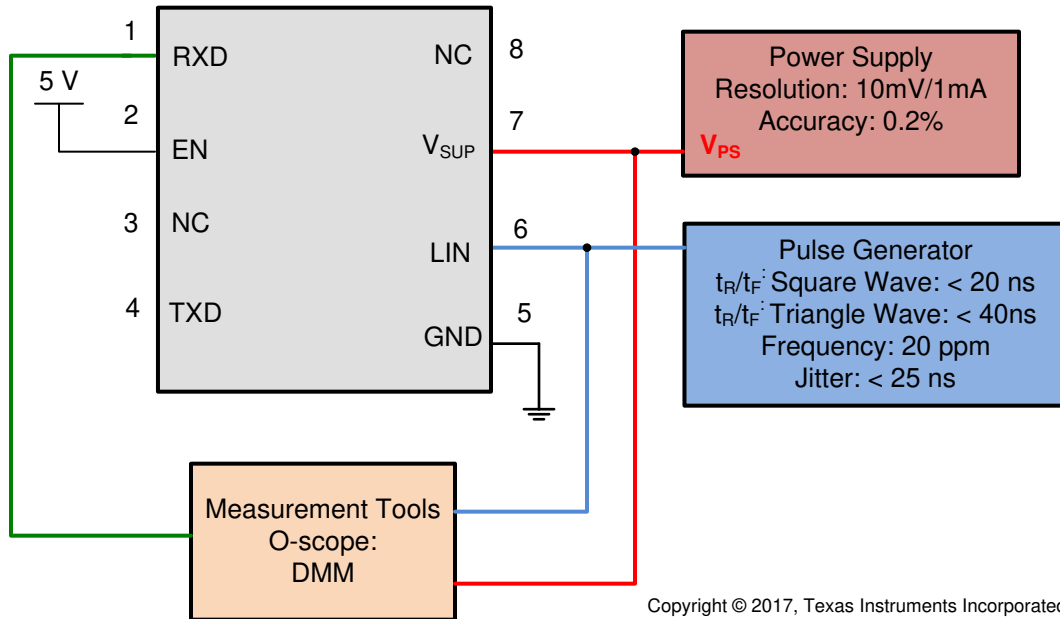 1
RXD
5 V
2
EN
3
NC
4
TXD
NC
8
7
VSUP
6
LIN
5
GND
Power Supply
Resolution: 10mV/1mA
Accuracy: 0.2%
VPS
Pulse Generator
tR/tF: Square Wave: < 20 ns
tR/tF: Triangle Wave: < 40ns
Frequency: 20 ppm
Jitter: < 25 ns
Measurement Tools
O-scope:
DMM
Copyright © 2017, Texas Instruments Incorporated